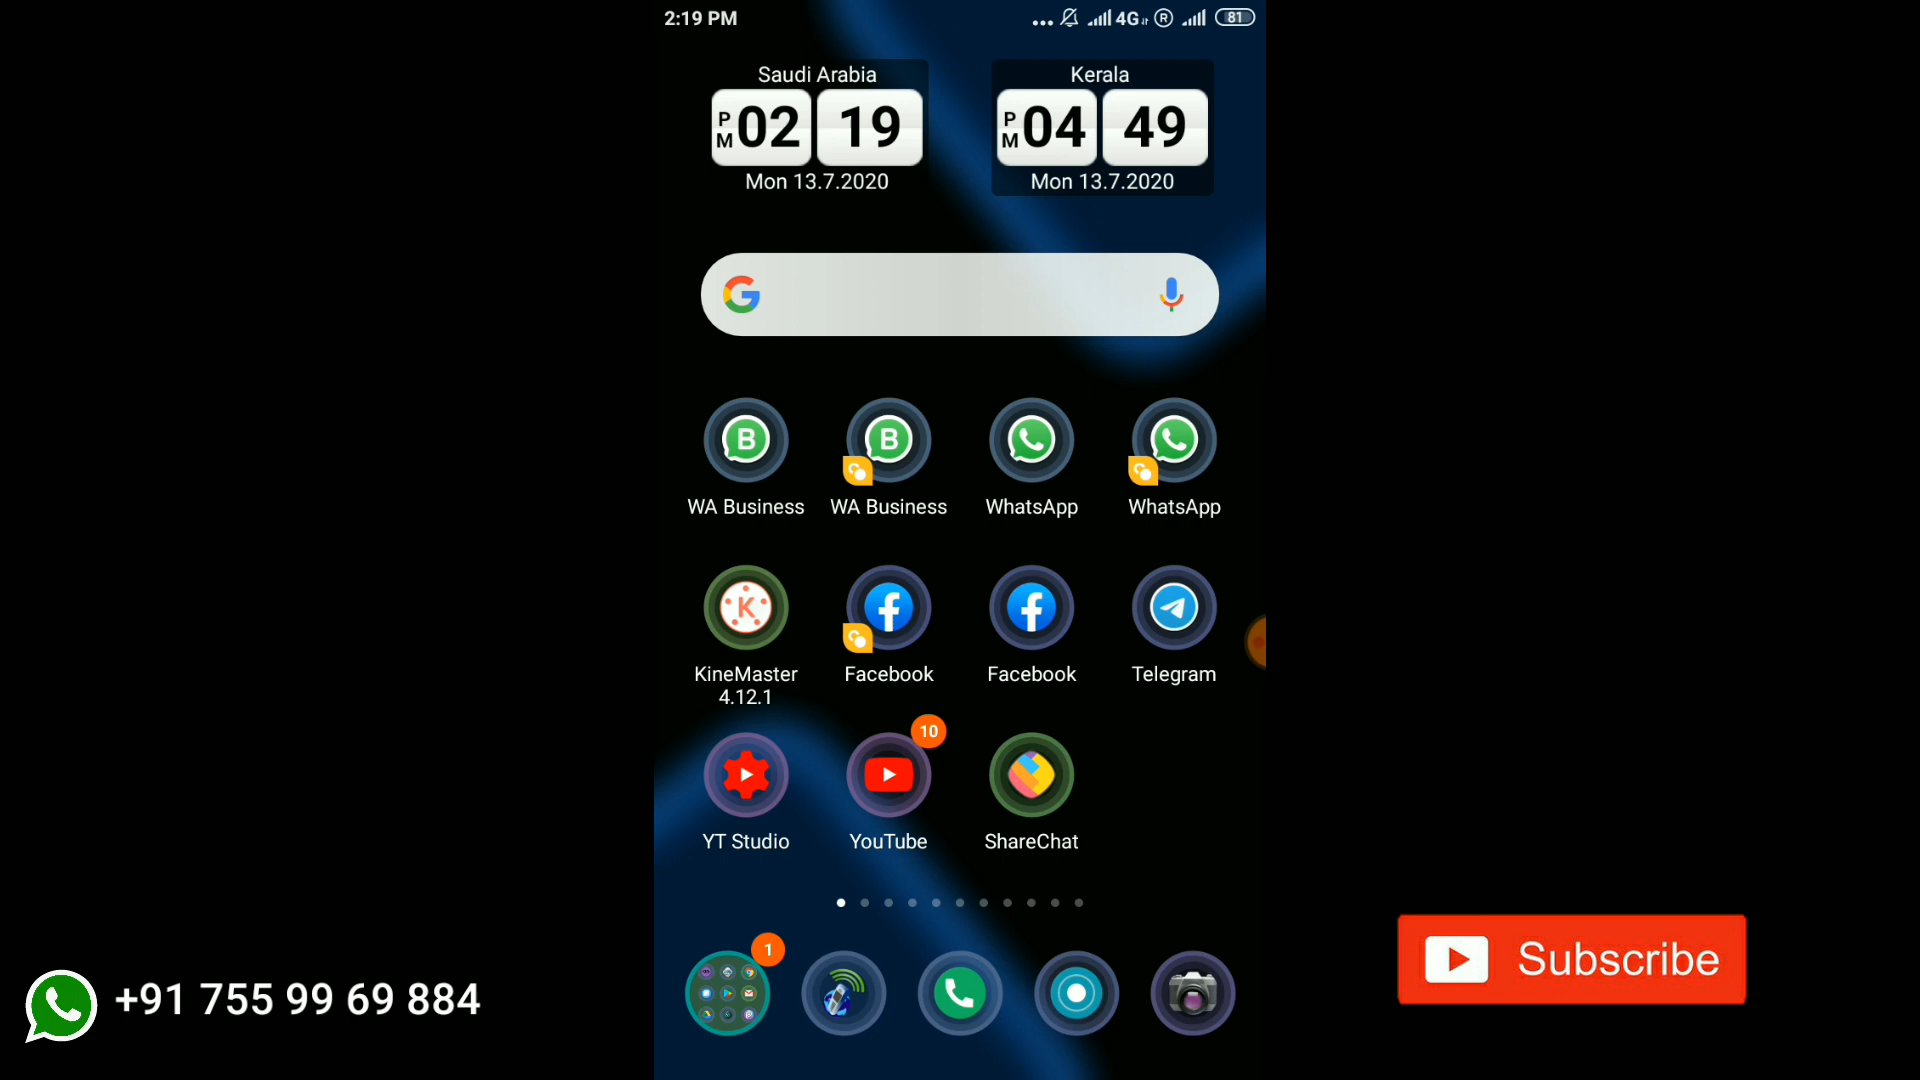 2:19 PM
4G R 81
Saudi Arabia Kerala
PM 02 19 PM 04 49
Mon 13.7.2020 Mon 13.7.2020
G
B B
WA Business WA Business WhatsApp WhatsApp
K
KineMaster Facebook Facebook Telegram
4.12.1
10
YT Studio YouTube ShareChat
1
+91 755 99 69 884
Subscribe